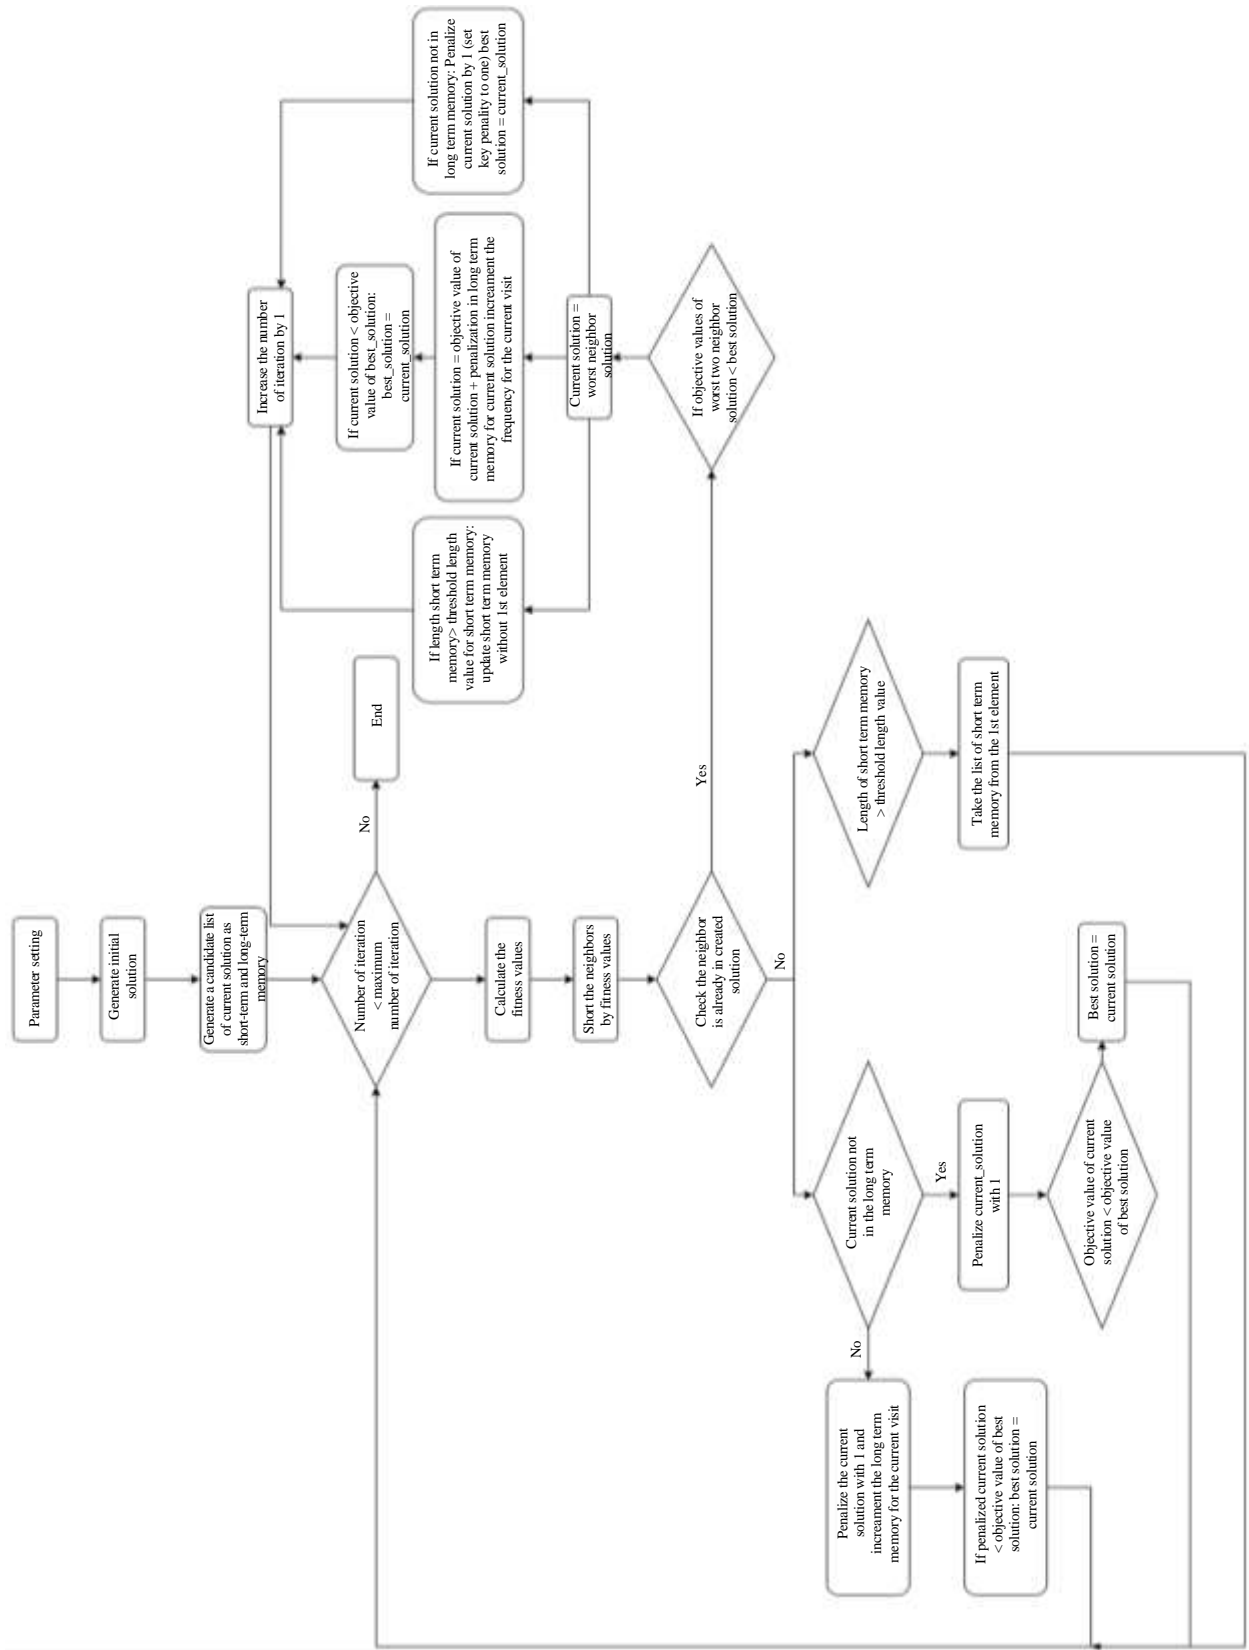 Parameter setting
Generate initial
solution
Generate a candidate list
of current solution as
short-term and long-term
memory
Number of iteration
< maximum
number of iteration
No
End
Calculate the
fitness values
Short the neighbors
by fitness values
Check the neighbor
is already in created
solution
Yes
No
If objective values of
worst two neighbor
solution < best solution
Current solution =
worst neighbor
solution
If length short term
memory> threshold length
value for short term memory:
update short term memory
without 1st element
If current solution = objective value of
current solution + penalization in long term
memory for current solution increament the
frequency for the current visit
If current solution < objective
value of best_solution:
best_solution =
current_solution
If current solution not in
long term memory: Penalize
current solution by 1 (set
key penality to one) best
solution = current_solution
Increase the number
of iteration by 1
Current solution not
in the long term
memory
No
Yes
Penalize the current
solution with 1 and
increament the long term
memory for the current visit
If penalized current solution
< objective value of best
solution: best solution =
current solution
Penalize current_solution
with 1
Objective value of current
solution < objective value
of best solution
Best solution =
current solution
Length of short term memory
> threshold length value
Take the list of short term
memory from the 1st element